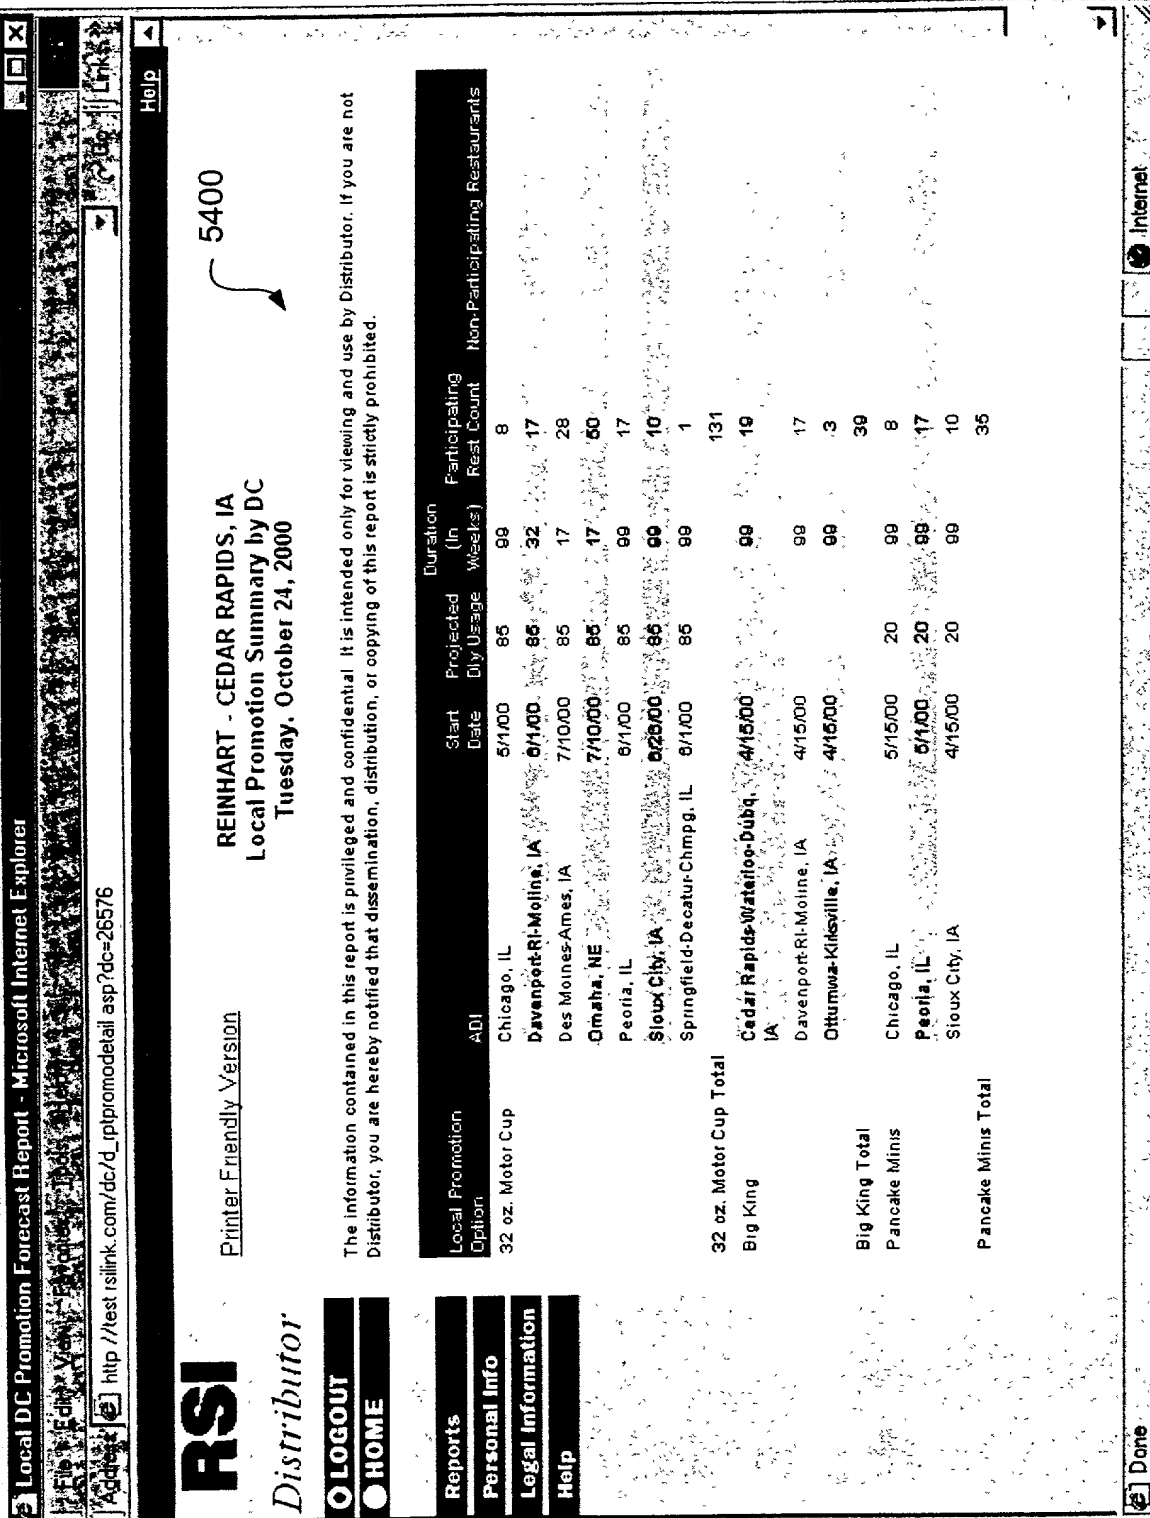 Local DC Promotion Forecast Report - Microsoft Internet Explorer
File Edit View Favorites Tools Help
Address http //test rsilink.com/dc/d_rptpromodetail asp?dc=26576 Go Links »
Help
RSI
Distributor
LOGOUT
HOME
Reports
Personal Info
Legal Information
Help
Printer Friendly Version
REINHART - CEDAR RAPIDS, IA
Local Promotion Summary by DC
Tuesday, October 24, 2000
5400
The information contained in this report is privileged and confidential It is intended only for viewing and use by Distributor. If you are not
Distributor, you are hereby notified that dissemination, distribution, or copying of this report is strictly prohibited.
Local Promotion Option ADI Start Date Projected Dly Usage Duration (In Weeks) Participating Rest Count Non-Participating Restaurants
32 oz. Motor Cup Chicago, IL 5/1/00 85 99 8
Davenport-RI-Moline, IA 6/1/00 85 32 17
Des Moines-Ames, IA 7/10/00 85 17 28
Omaha, NE 7/10/00 85 17 50
Peoria, IL 6/1/00 85 99 17
Sioux City, IA 85 99 10
Springfield-Decatur-Chmpg, IL 6/1/00 85 99 1
32 oz. Motor Cup Total 131
Big King Cedar Rapids-Waterloo-Dubq, 4/15/00 99 19
IA
Davenport-RI-Moline, IA 4/15/00 99 17
Ottumwa-Kirksville, IA 4/15/00 99 3
Big King Total 39
Pancake Minis Chicago, IL 5/15/00 20 99 8
Peoria, IL 5/1/00 20 99 17
Sioux City, IA 4/15/00 20 99 10
Pancake Minis Total 35
Done Internet